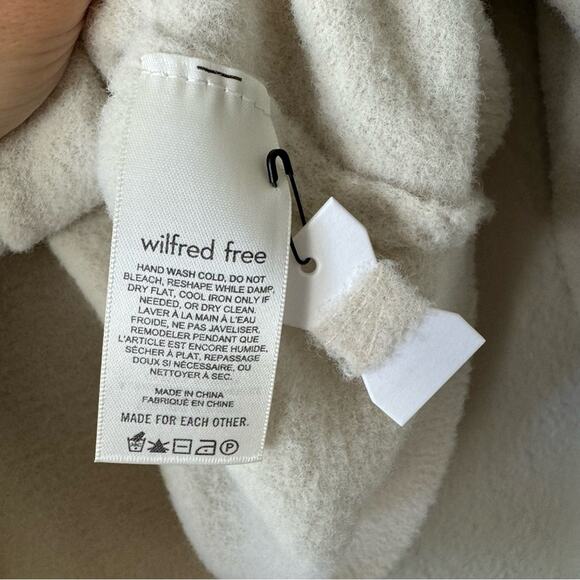 wilfred free
HAND WASH COLD, DO NOT
BLEACH, RESHAPE WHILE DAMP,
DRY FLAT, COOL IRON ONLY IF
NEEDED, OR DRY CLEAN.
LAVER À LA MAIN À L'EAU
FROIDE, NE PAS JAVELISER,
REMODELER PENDANT QUE
L'ARTICLE EST ENCORE HUMIDE,
SÉCHER À PLAT, REPASSAGE
DOUX SI NÉCESSAIRE, OU
NETTOYER À SEC.
MADE IN CHINA
FABRIQUÉ EN CHINE
MADE FOR EACH OTHER.